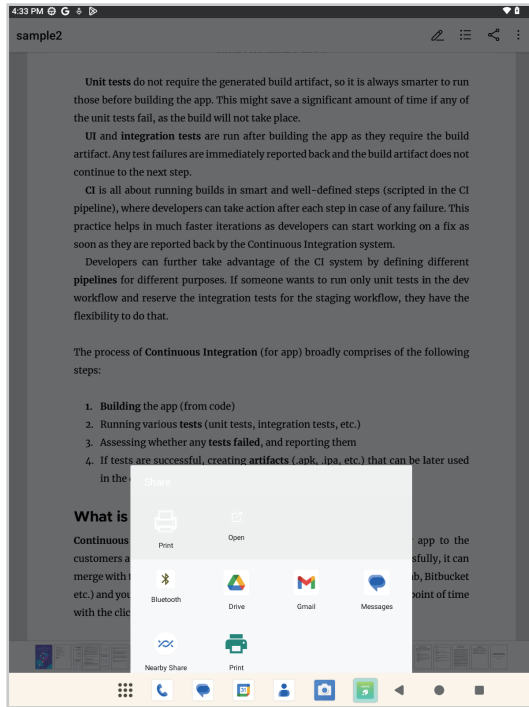 4:33 PM
sample2
Unit tests do not require the generated build artifact, so it is always smarter to run
those before building the app. This might save a significant amount of time if any of
the unit tests fail, as the build will not take place.
UI and integration tests are run after building the app as they require the build
artifact. Any test failures are immediately reported back and the build artifact does not
continue to the next step.
CI is all about running builds in smart and well-defined steps (scripted in the CI
pipeline), where developers can take action after each step in case of any failure. This
practice helps in much faster iterations as developers can start working on a fix as
soon as they are reported back by the Continuous Integration system.
Developers can further take advantage of the CI system by defining different
pipelines for different purposes. If someone wants to run only unit tests in the dev
workflow and reserve the integration tests for the staging workflow, they have the
flexibility to do that.
The process of Continuous Integration (for app) broadly comprises of the following
steps:
1. Building the app (from code)
2. Running various tests (unit tests, integration tests, etc.)
3. Assessing whether any tests failed, and reporting them
4. If tests are successful, creating artifacts (.apk, .ipa, etc.) that can be later used
in the
Share
What is
Print
Open
Continuous
app to the
customers a
sfully, it can
merge with
Bitbucket
etc.) and you
point of time
with the clic
Bluetooth
Drive
Gmail
Messages
Nearby Share
Print
31